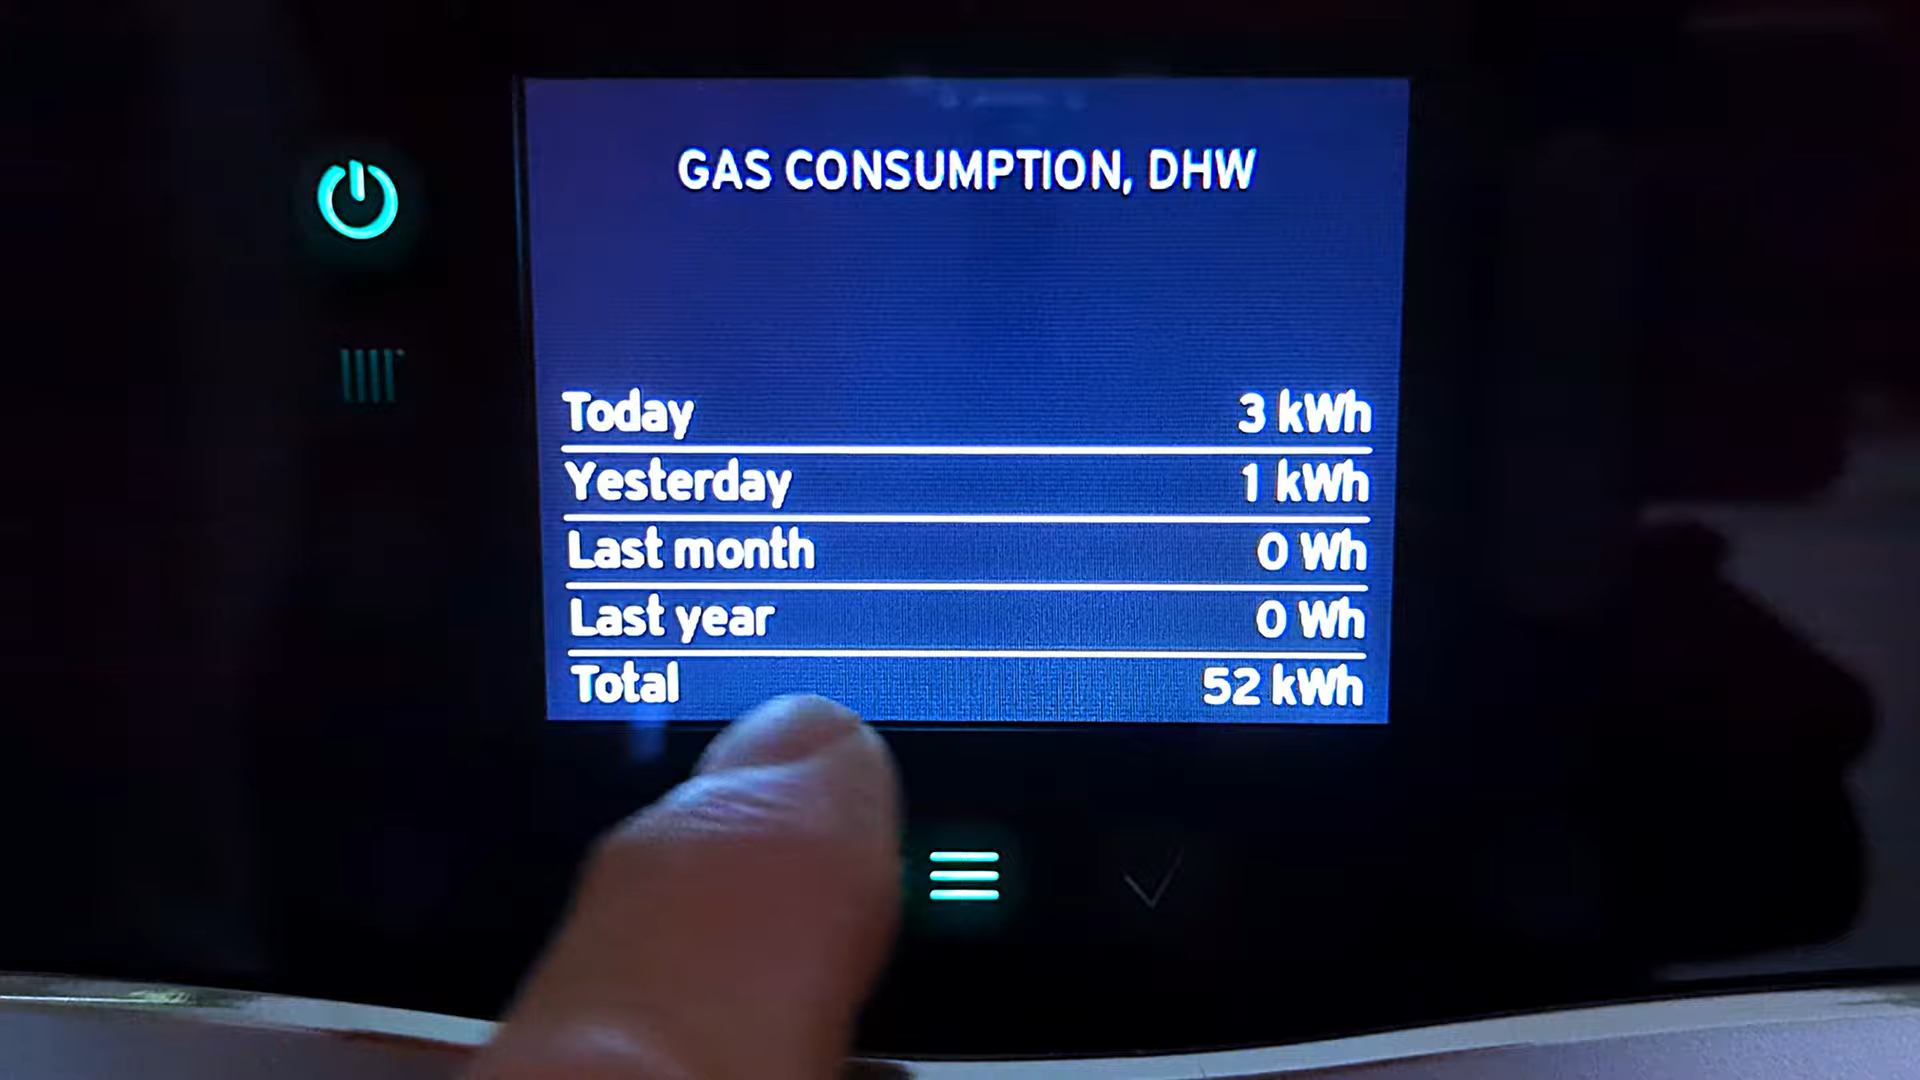 GAS CONSUMPTION, DHW
Today 3 kWh
Yesterday 1 kWh
Last month 0 Wh
Last year 0 Wh
Total 52 kWh